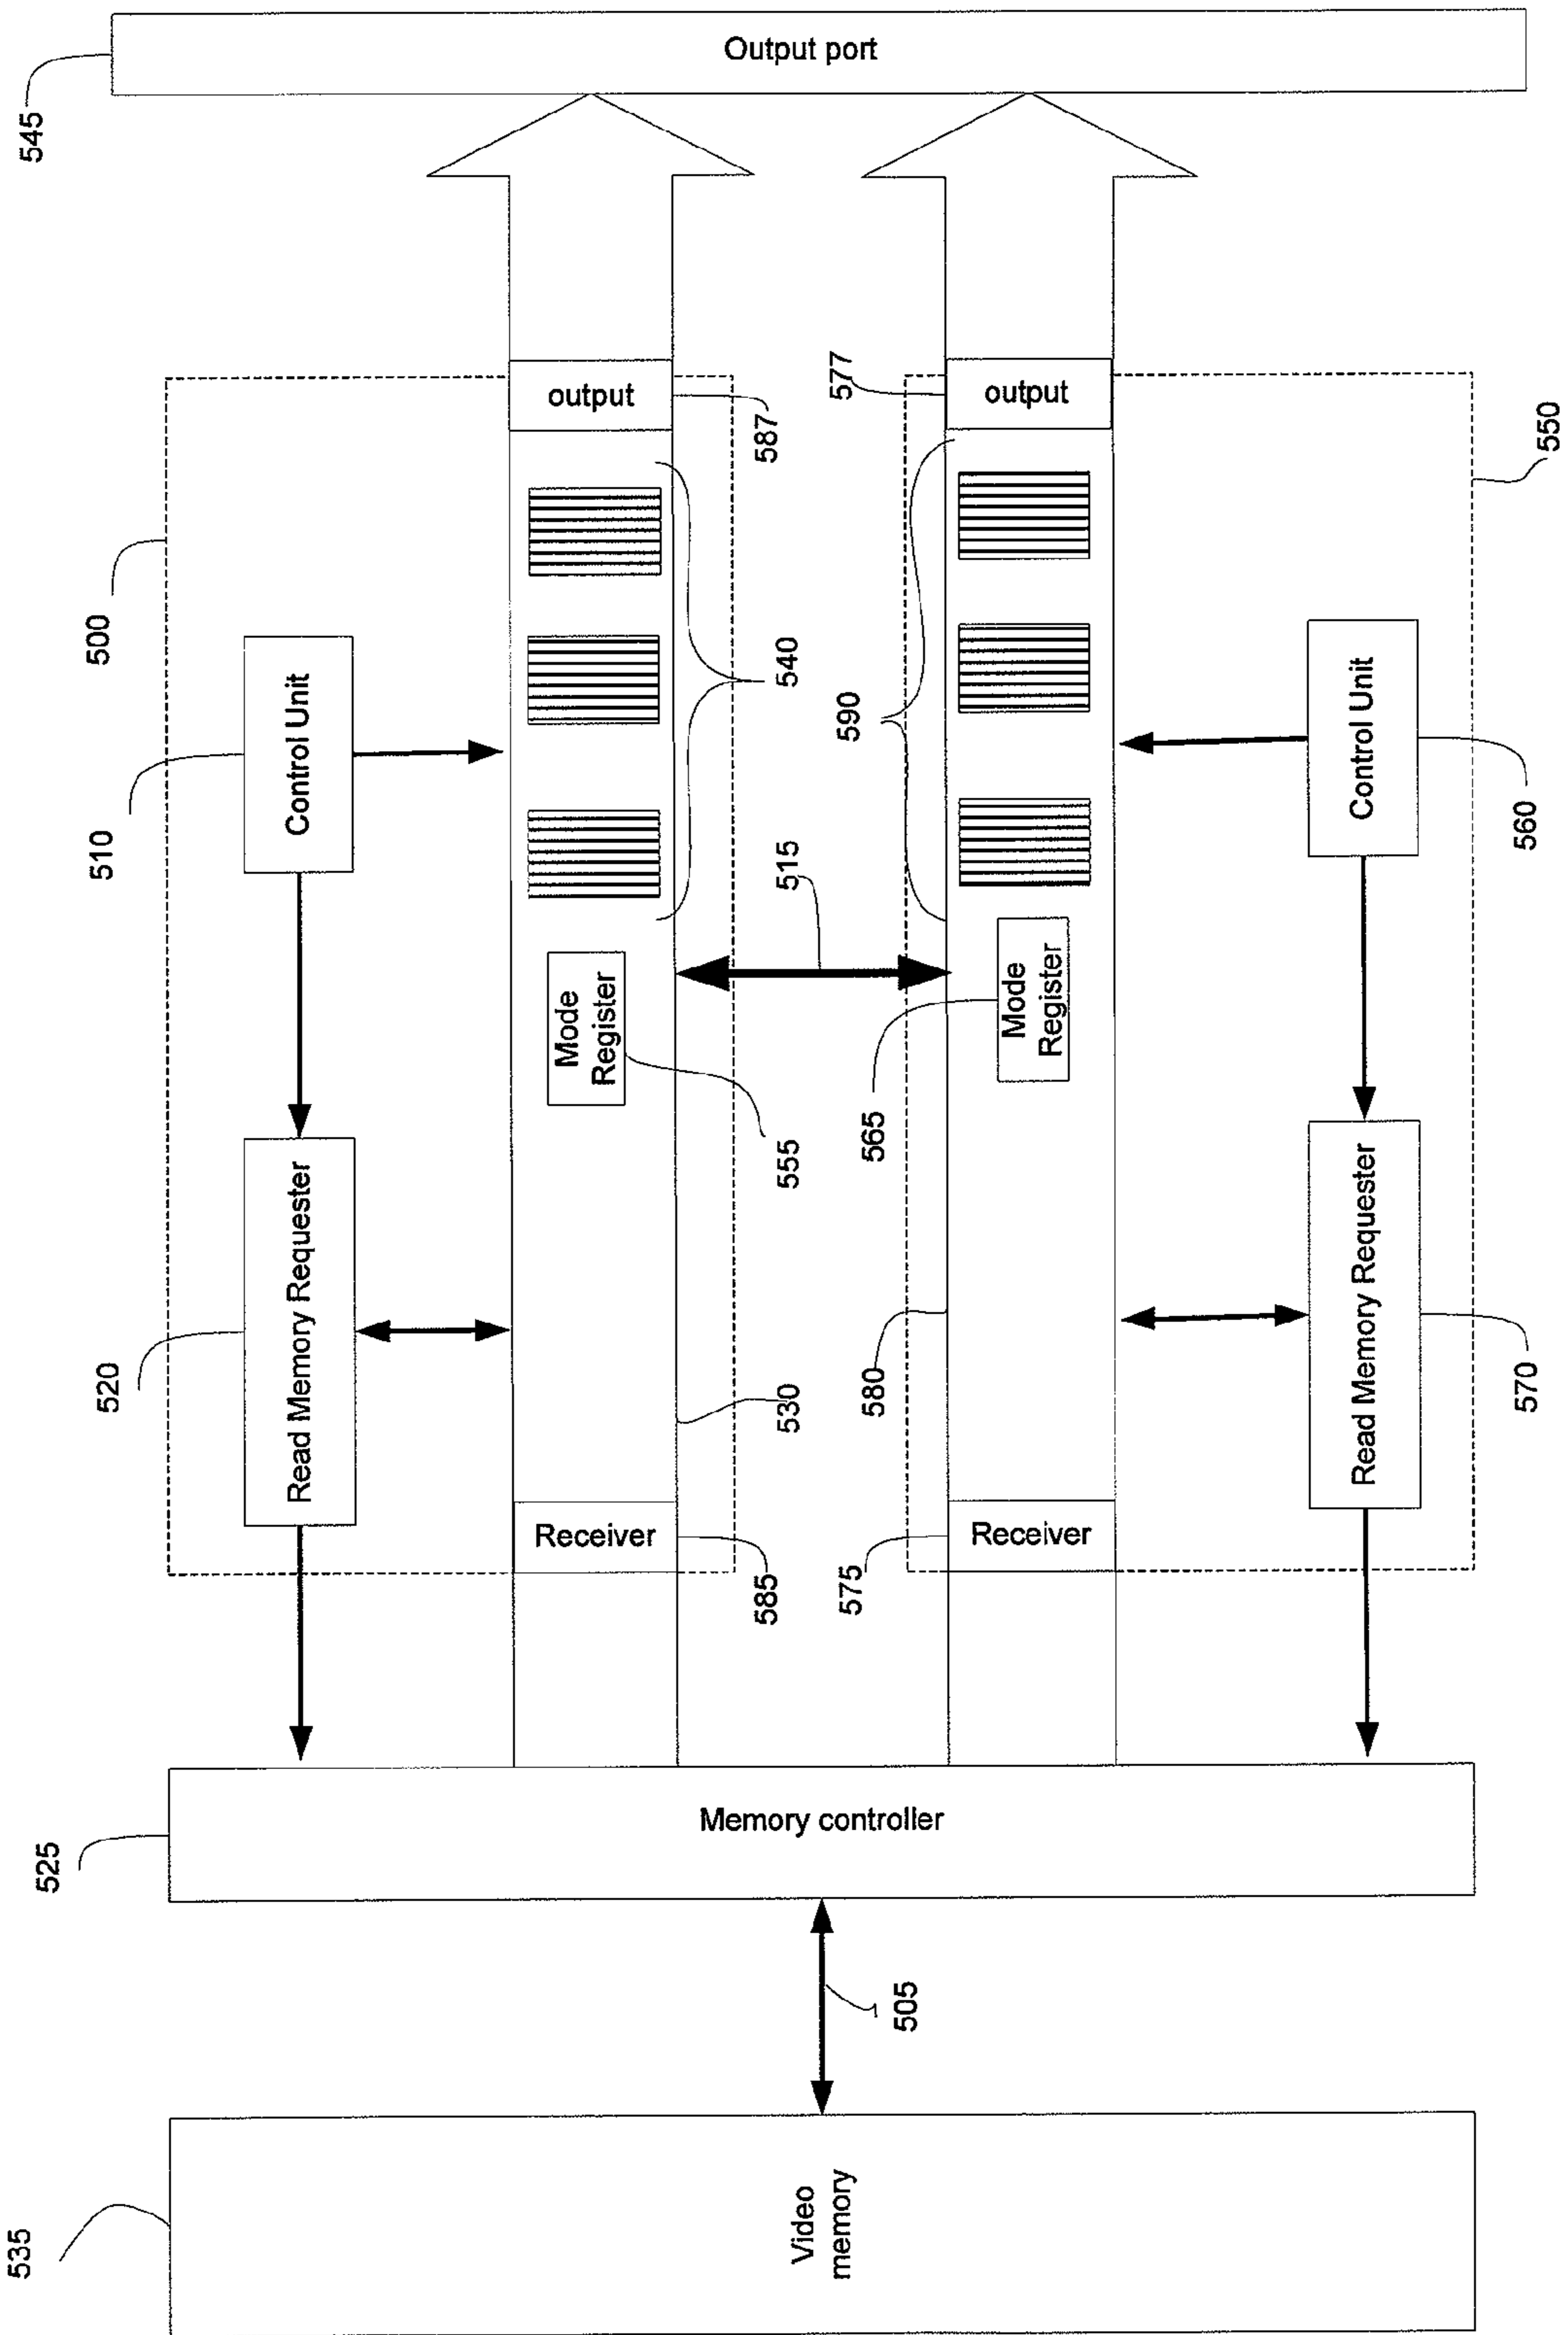 Output port
545
output
587
577
output
550
500
Control Unit
510
540
590
Control Unit
560
515
Mode
Register
555
Mode
Register
565
Read Memory Requester
520
530
580
Read Memory Requester
570
Receiver
585
575
Receiver
Memory controller
525
505
Video
memory
535